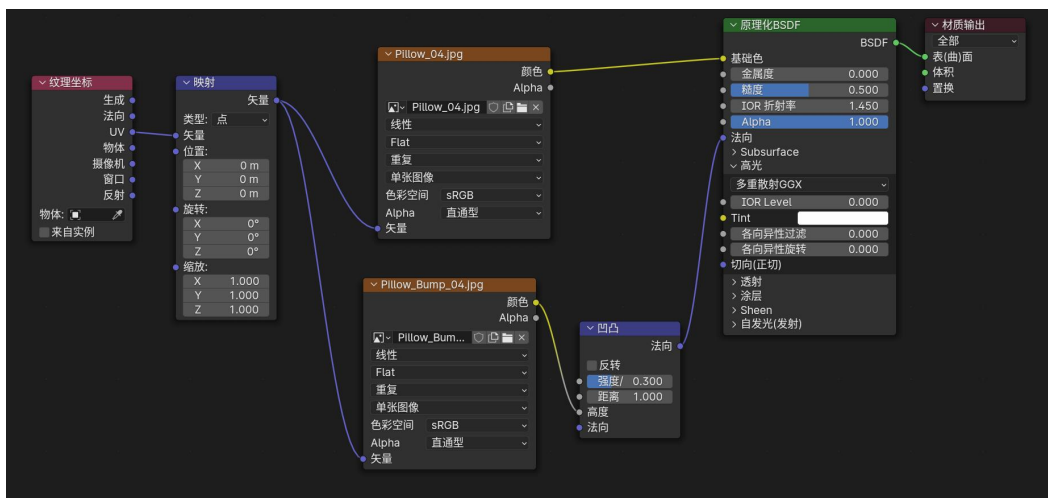 纹理坐标
生成
法向
UV
物体
摄像机
窗口
反射
物体:
来自实例
映射
矢量
类型: 点
矢量
位置:
X 0 m
Y 0 m
Z 0 m
旋转:
X 0°
Y 0°
Z 0°
缩放:
X 1.000
Y 1.000
Z 1.000
Pillow_04.jpg
颜色
Alpha
Pillow_04.jpg
线性
Flat
重复
单张图像
色彩空间 sRGB
Alpha 直通型
矢量
Pillow_Bump_04.jpg
颜色
Alpha
Pillow_Bum...
线性
Flat
重复
单张图像
色彩空间 sRGB
Alpha 直通型
矢量
凹凸
法向
反转
强度/ 0.300
距离 1.000
高度
法向
原理化BSDF
BSDF
基础色
金属度 0.000
糙度 0.500
IOR 折射率 1.450
Alpha 1.000
法向
Subsurface
高光
多重散射GGX
IOR Level 0.000
Tint
各向异性过滤 0.000
各向异性旋转 0.000
切向(正切)
透射
涂层
Sheen
自发光(发射)
材质输出
全部
表(曲)面
体积
置换